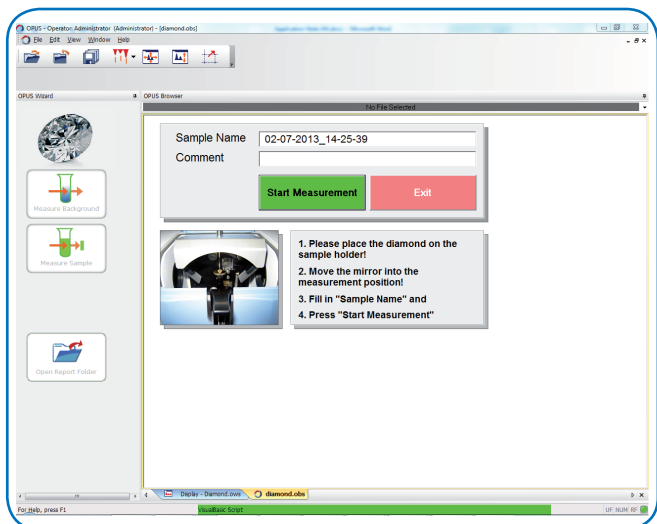 OPUS - Operator: Administrator (Administrator) - [diamond.obs]
File Edit View Window Help
OPUS Wizard
OPUS Browser
No File Selected
Sample Name 02-07-2013_14-25-39
Comment
Start Measurement Exit
Measure Background
Measure Sample
Open Report Folder
1. Please place the diamond on the
sample holder!
2. Move the mirror into the
measurement position!
3. Fill in "Sample Name" and
4. Press "Start Measurement"
Display - Diamond.ows diamond.obs
For Help, press F1 VisualBasic Script UF NUM RF